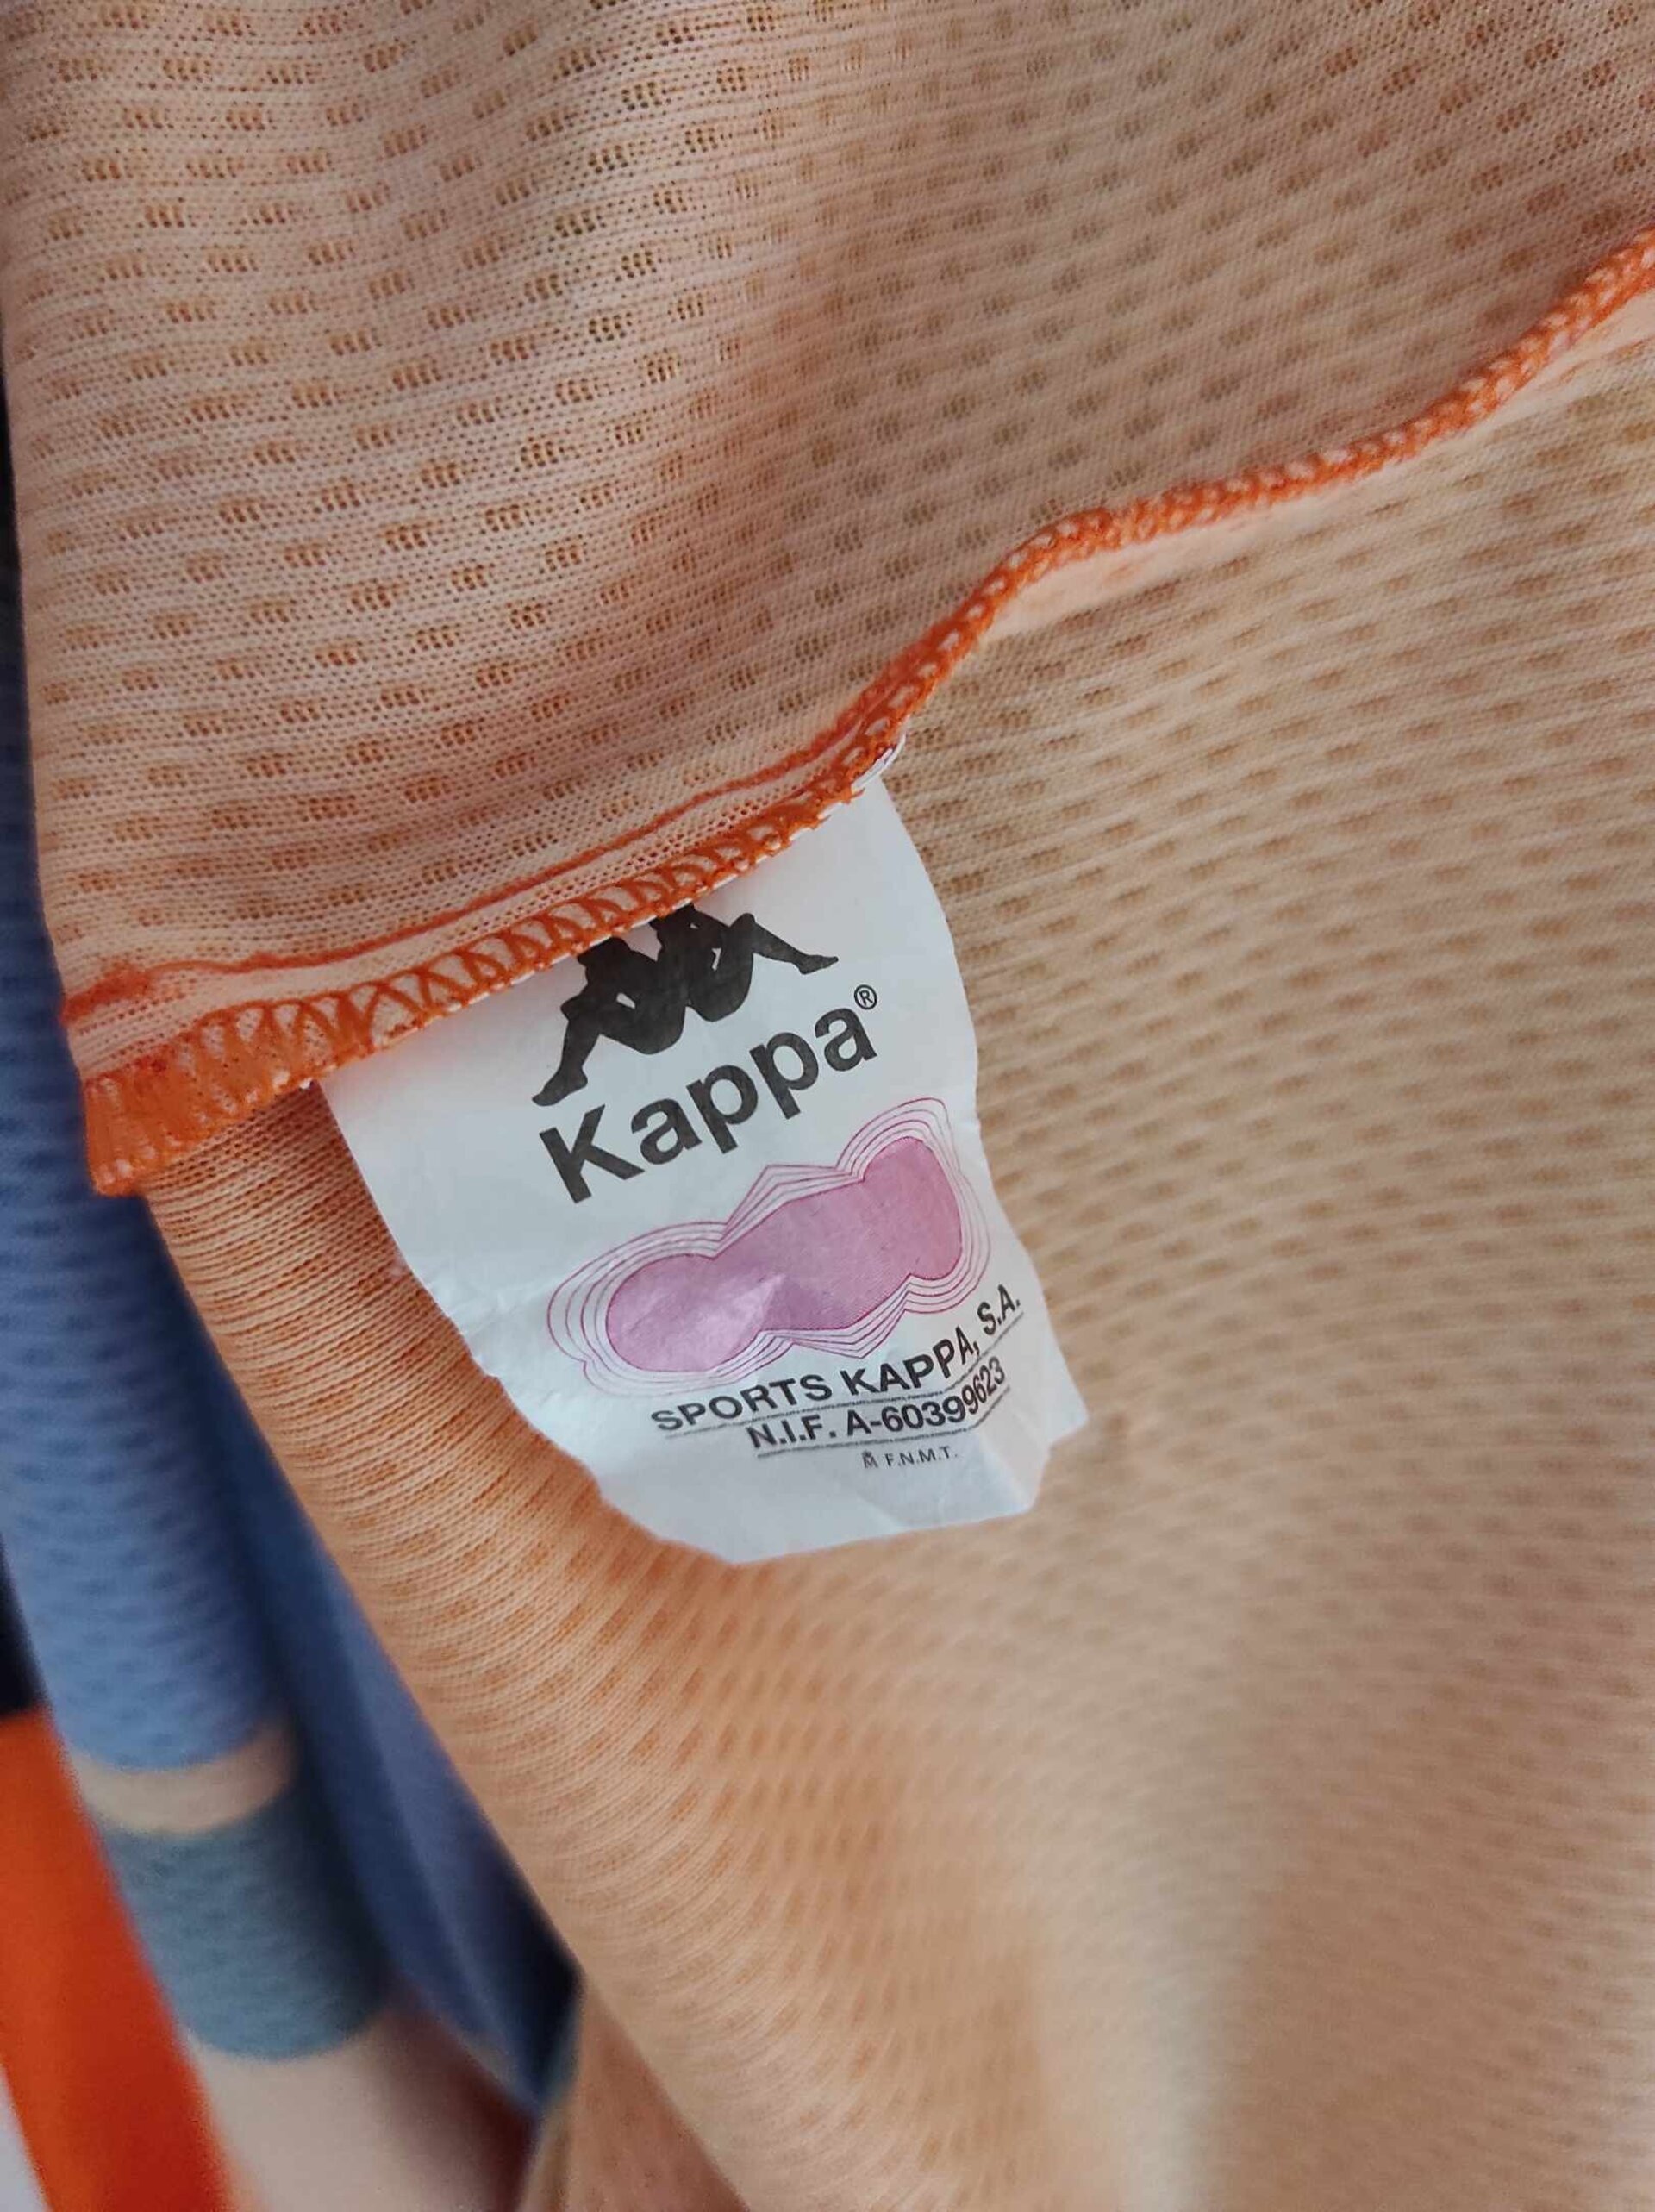 Kappa®
SPORTS KAPPA, S.A.
N.I.F. A-60399623
F.N.M.T.